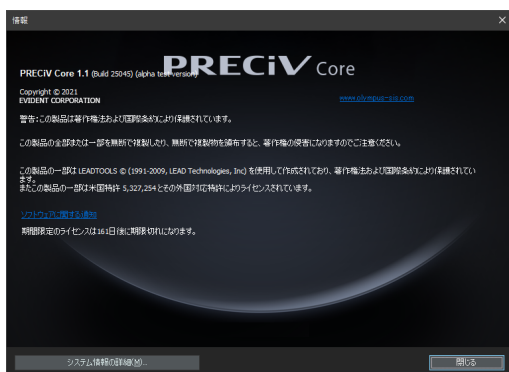 情報
PRECiV Core
PRECiV Core 1.1 (Build 25045) (alpha test version)
Copyright © 2021
EVIDENT CORPORATION
www.olympus-sis.com
警告:この製品は著作権法および国際条約により保護されています。
この製品の全部または一部を無断で複製したり、無断で複製物を頒布すると、著作権の侵害になりますのでご注意ください。
この製品の一部は LEADTOOLS © (1991-2009, LEAD Technologies, Inc) を使用して作成されており、著作権法および国際条約により保護されてい
ます。
またこの製品の一部は米国特許 5,327,254 とその外国対応特許によりライセンスされています。
ソフトウェアに関する通知
期間限定のライセンスは161日後に期限切れになります。
システム情報の詳細(M)...
閉じる